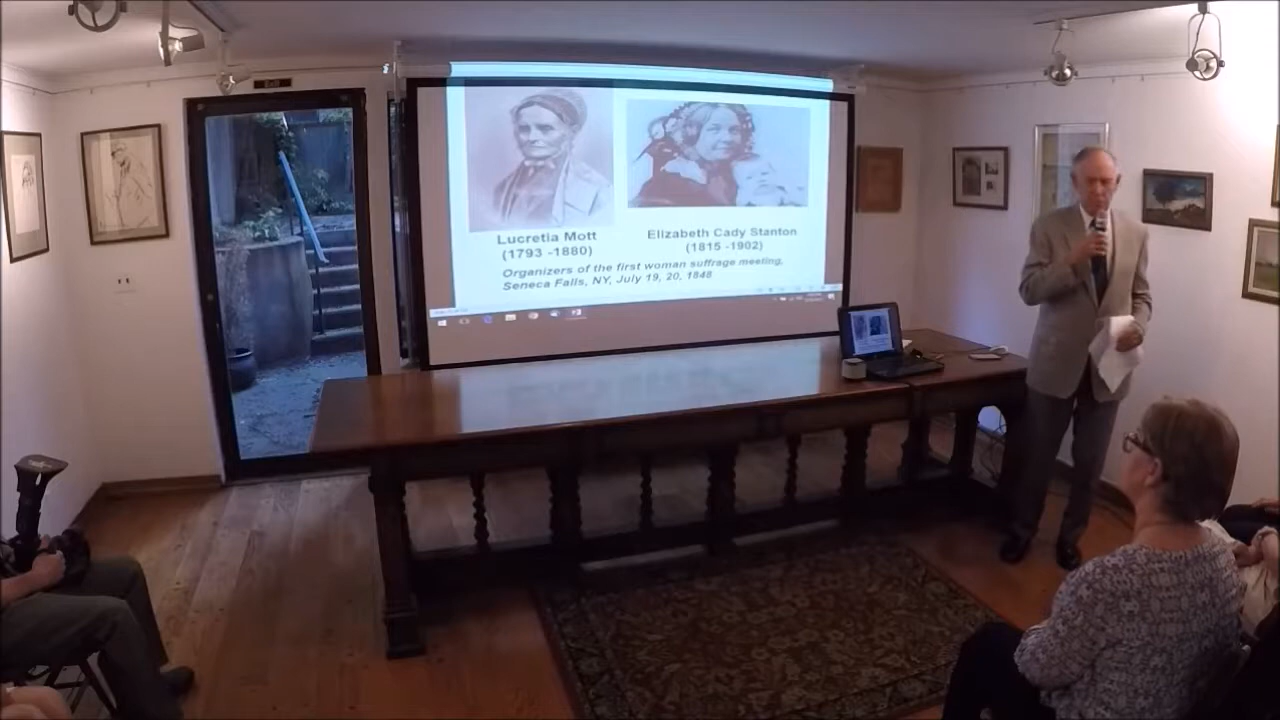 Lucretia Mott
(1793 -1880)
Elizabeth Cady Stanton
(1815 -1902)
Organizers of the first woman suffrage meeting,
Seneca Falls, NY, July 19, 20, 1848